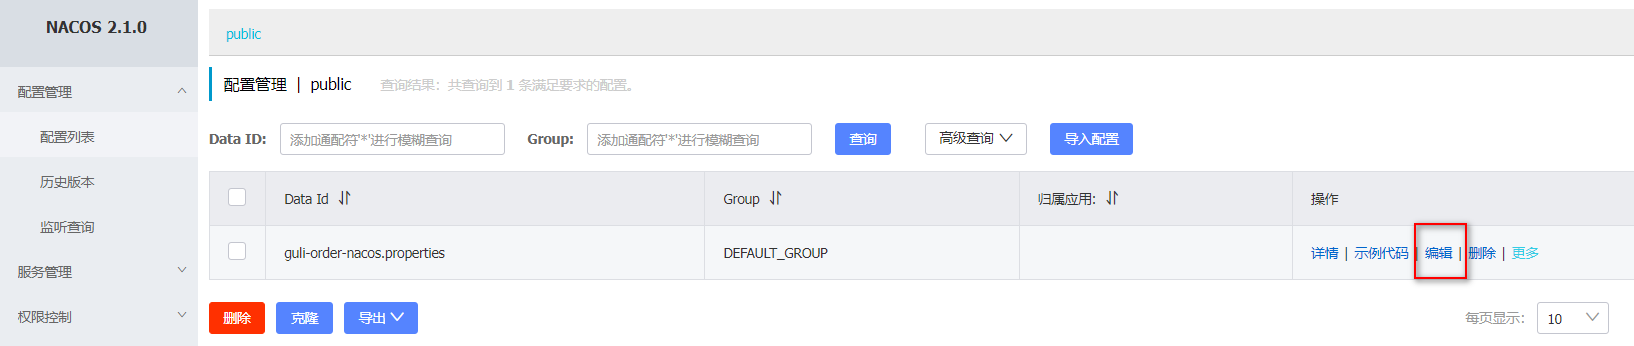 NACOS 2.1.0
配置管理
配置列表
历史版本
监听查询
服务管理
权限控制
public
配置管理 | public 查询结果：共查询到 1 条满足要求的配置。
Data ID: 添加通配符'*'进行模糊查询 Group: 添加通配符'*'进行模糊查询 查询 高级查询 导入配置
Data Id Group 归属应用: 操作
guli-order-nacos.properties DEFAULT_GROUP 详情 | 示例代码 | 编辑 | 删除 | 更多
删除 克隆 导出 每页显示: 10